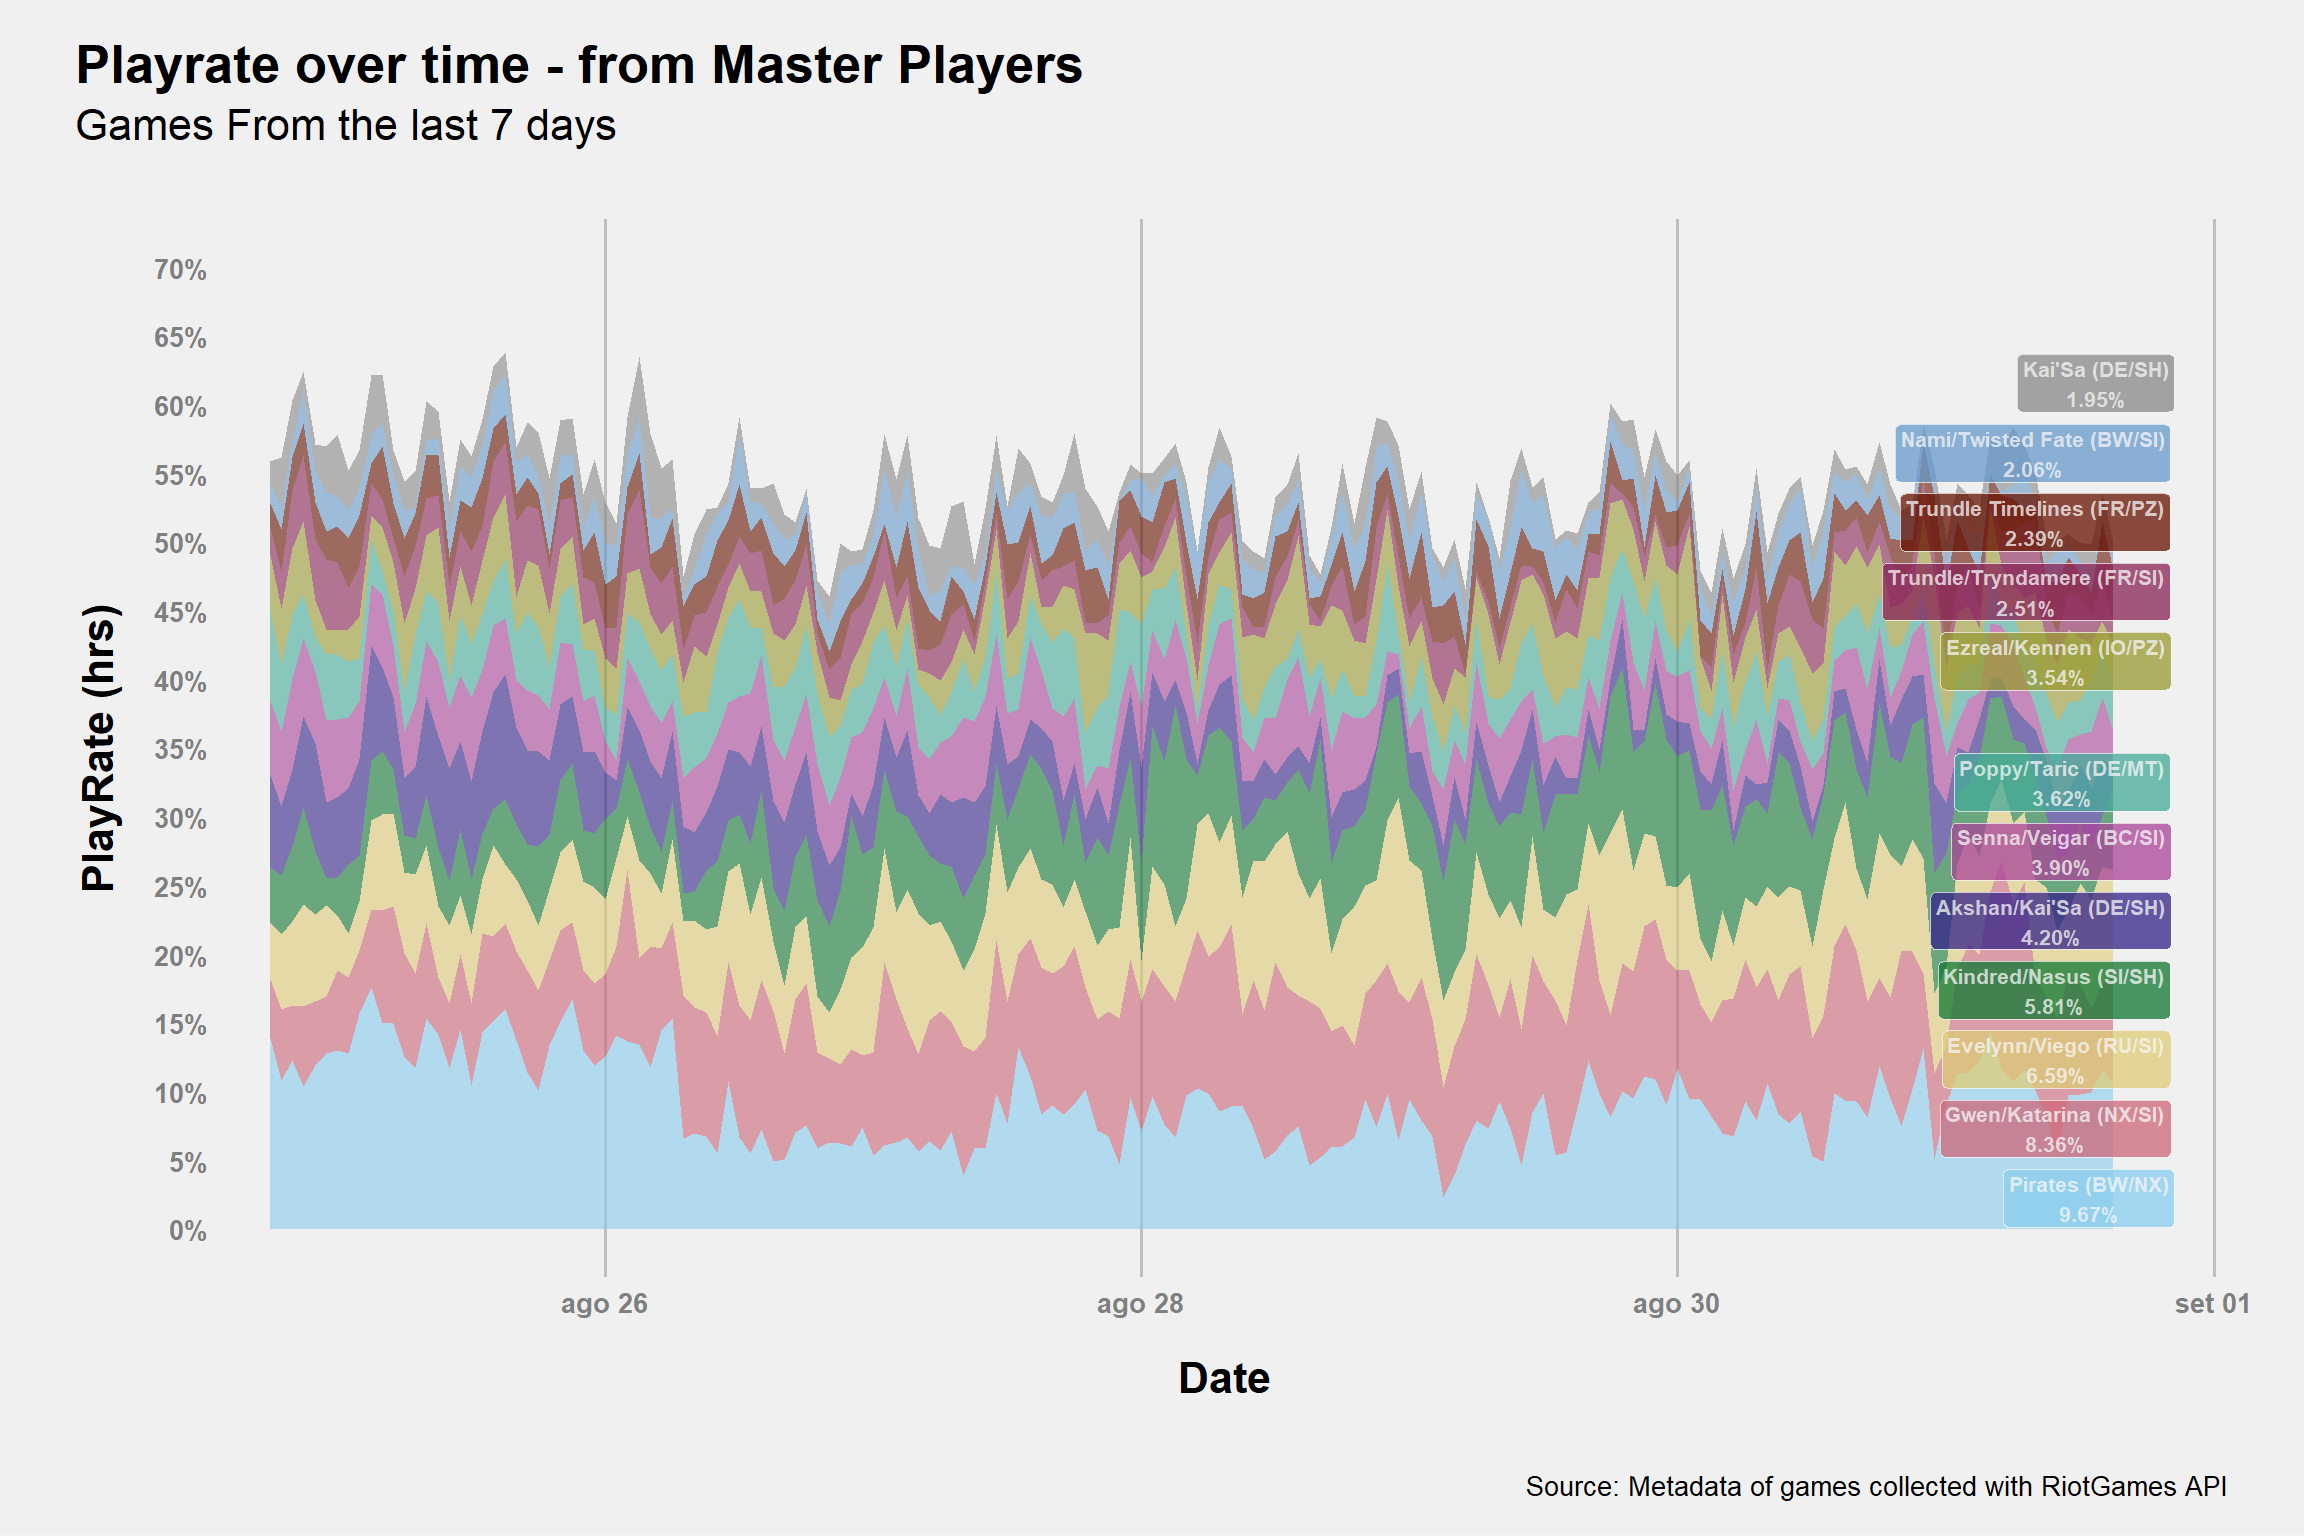 Playrate over time - from Master Players
Games From the last 7 days
PlayRate (hrs)
70%
65%
60%
55%
50%
45%
40%
35%
30%
25%
20%
15%
10%
5%
0%
Kai'Sa (DE/SH)
1.95%
Nami/Twisted Fate (BW/SI)
2.06%
Trundle Timelines (FR/PZ)
2.39%
Trundle/Tryndamere (FR/SI)
2.51%
Ezreal/Kennen (IO/PZ)
3.54%
Poppy/Taric (DE/MT)
3.62%
Senna/Veigar (BC/SI)
3.90%
Akshan/Kai'Sa (DE/SH)
4.20%
Kindred/Nasus (SI/SH)
5.81%
Evelynn/Viego (RU/SI)
6.59%
Gwen/Katarina (NX/SI)
8.36%
Pirates (BW/NX)
9.67%
ago 26
ago 28
ago 30
set 01
Date
Source: Metadata of games collected with RiotGames API